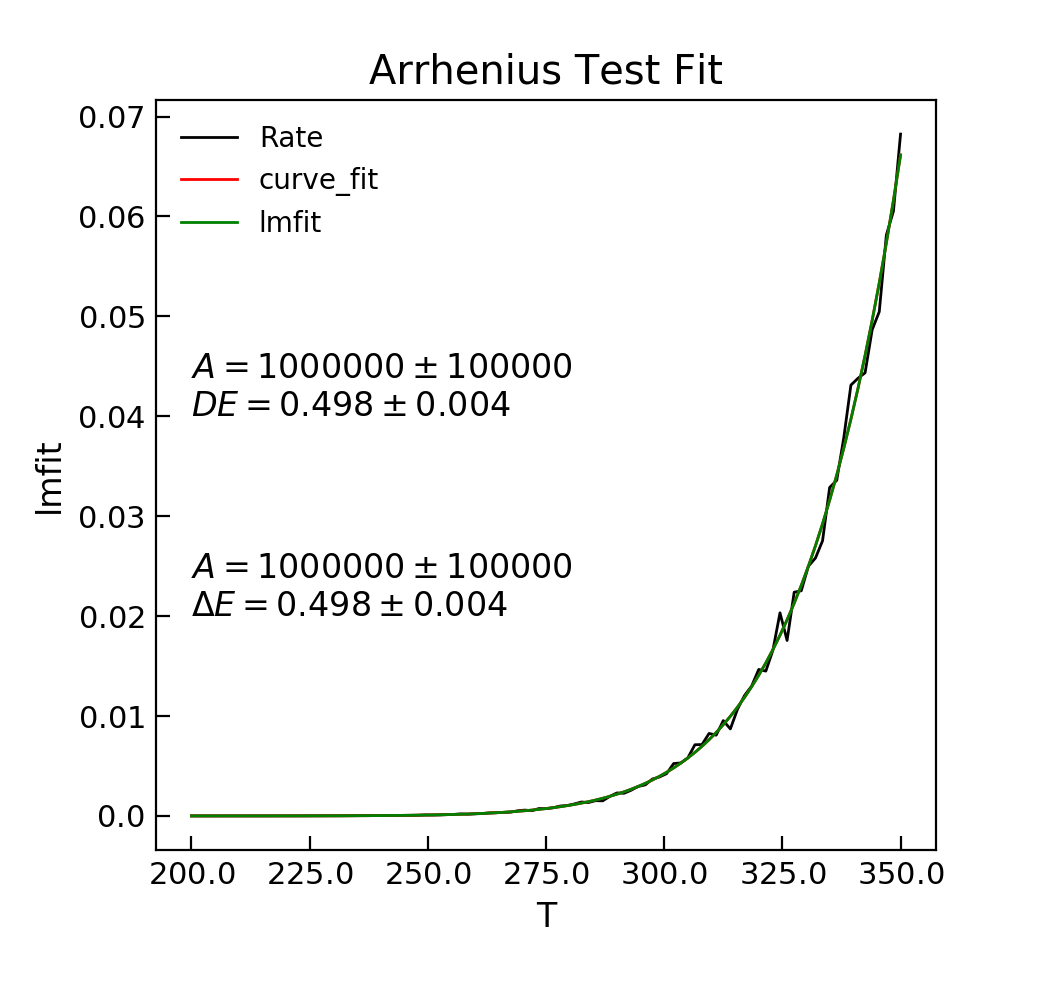 Arrhenius Test Fit
0.07
0.06
0.05
0.04
0.03
0.02
0.01
0.0
lmfit
Rate
curve_fit
lmfit
A = 1000000 ± 100000
DE = 0.498 ± 0.004
A = 1000000 ± 100000
ΔE = 0.498 ± 0.004
200.0 225.0 250.0 275.0 300.0 325.0 350.0
T